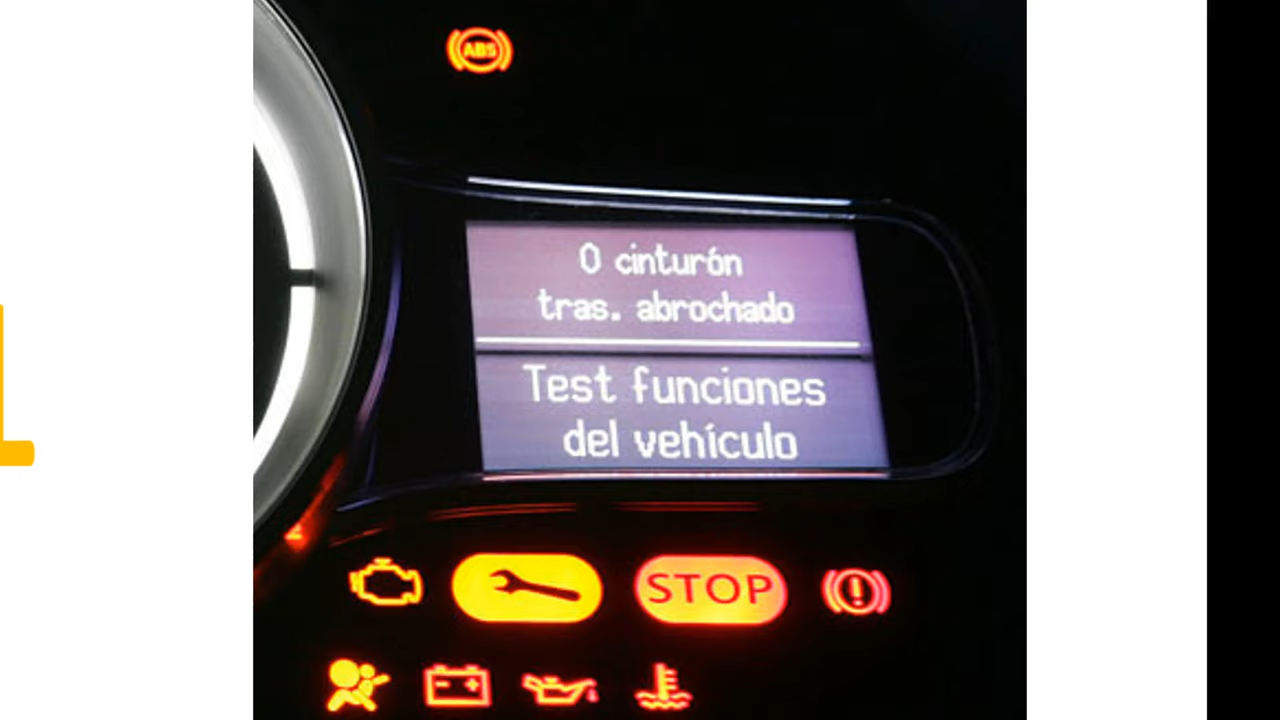 ABS
0 cinturón
tras. abrochado
Test funciones
del vehículo
STOP